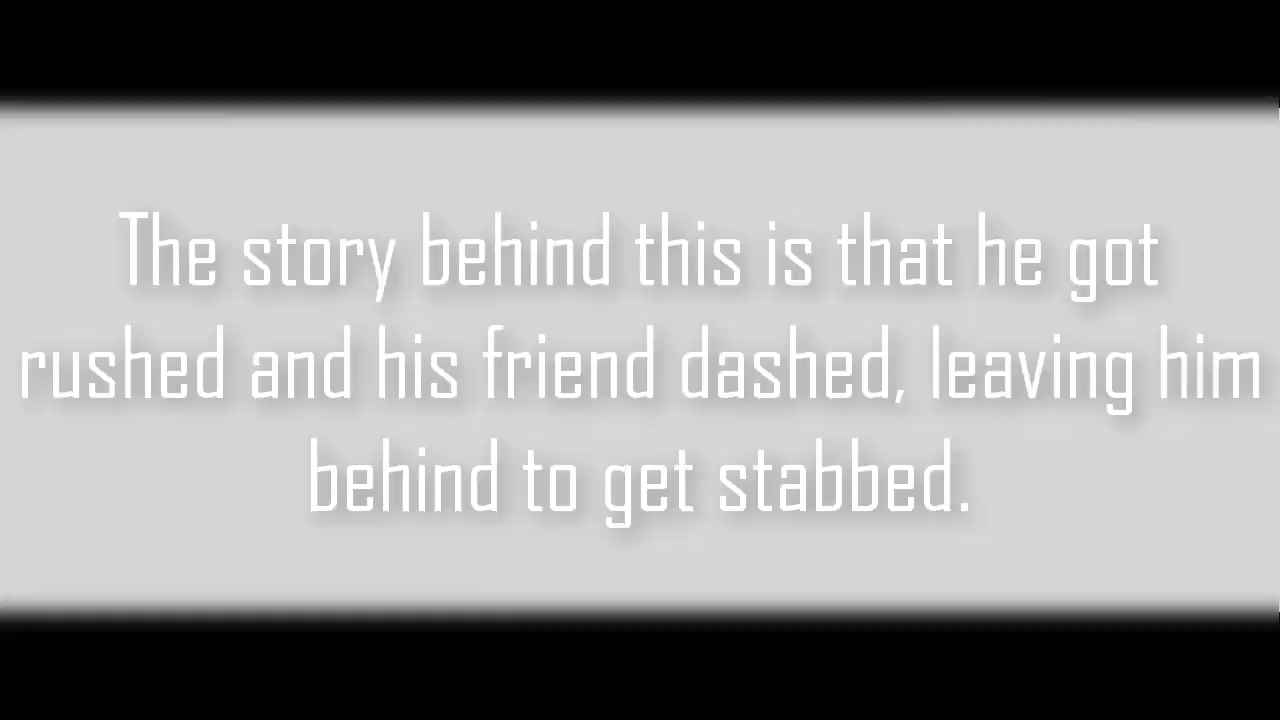 The story behind this is that he got
rushed and his friend dashed, leaving him
behind to get stabbed.